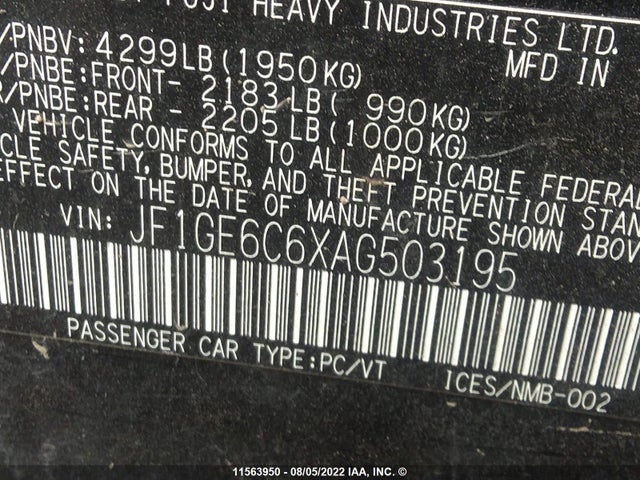 FUJI HEAVY INDUSTRIES LTD.
/PNBV: 4299LB (1950KG) MFD IN
/PNBE:FRONT- 2183LB ( 990KG)
/PNBE:REAR - 2205LB (1000KG)
VEHICLE CONFORMS TO ALL APPLICABLE FEDERA
CLE SAFETY, BUMPER, AND THEFT PREVENTION STAN
EFFECT ON THE DATE OF MANUFACTURE SHOWN ABOV
VIN: JF1GE6C6XAG503195
PASSENGER CAR TYPE:PC/VT ICES/NMB-002
11563950 - 08/05/2022 IAA, INC. ©